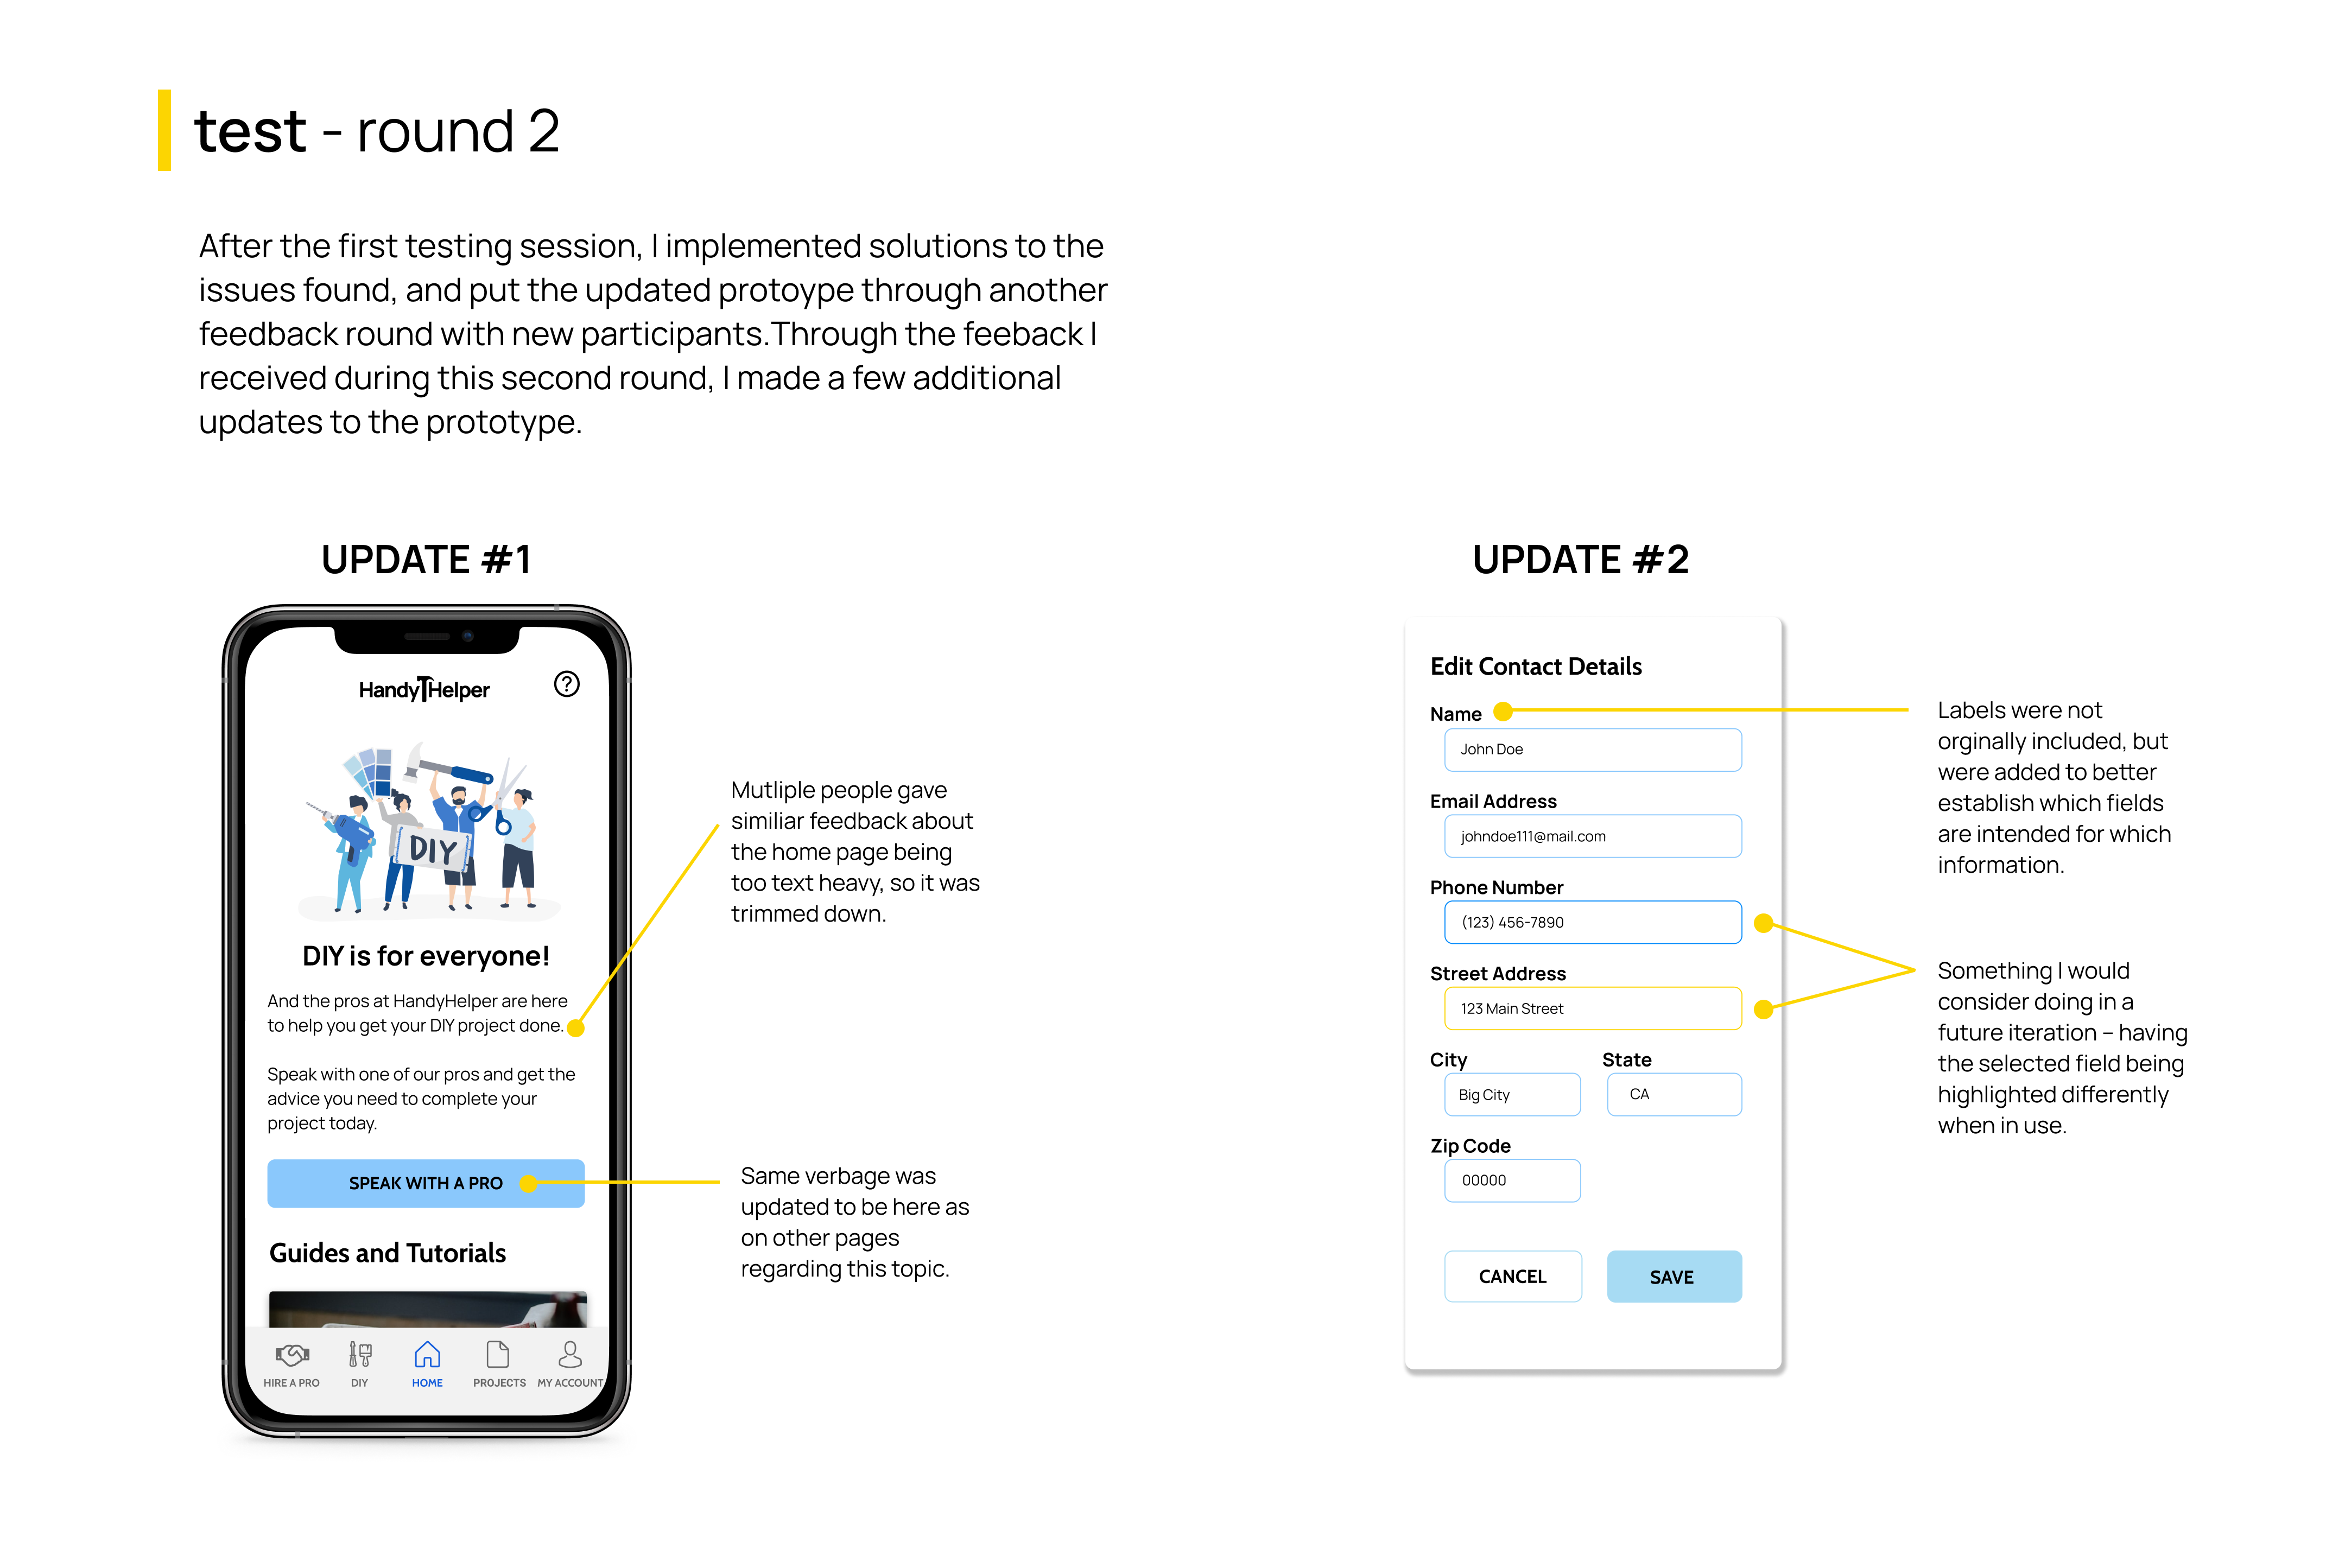 test - round 2
After the first testing session, I implemented solutions to the
issues found, and put the updated protoype through another
feedback round with new participants.Through the feeback I
received during this second round, I made a few additional
updates to the prototype.
UPDATE #1
HandyHelper
?
DIY
DIY is for everyone!
And the pros at HandyHelper are here
to help you get your DIY project done.
Speak with one of our pros and get the
advice you need to complete your
project today.
SPEAK WITH A PRO
Guides and Tutorials
HIRE A PRO DIY HOME PROJECTS MY ACCOUNT
Mutliple people gave
similiar feedback about
the home page being
too text heavy, so it was
trimmed down.
Same verbage was
updated to be here as
on other pages
regarding this topic.
UPDATE #2
Edit Contact Details
Name
John Doe
Email Address
johndoe111@mail.com
Phone Number
(123) 456-7890
Street Address
123 Main Street
City State
Big City CA
Zip Code
00000
CANCEL SAVE
Labels were not
orginally included, but
were added to better
establish which fields
are intended for which
information.
Something I would
consider doing in a
future iteration – having
the selected field being
highlighted differently
when in use.